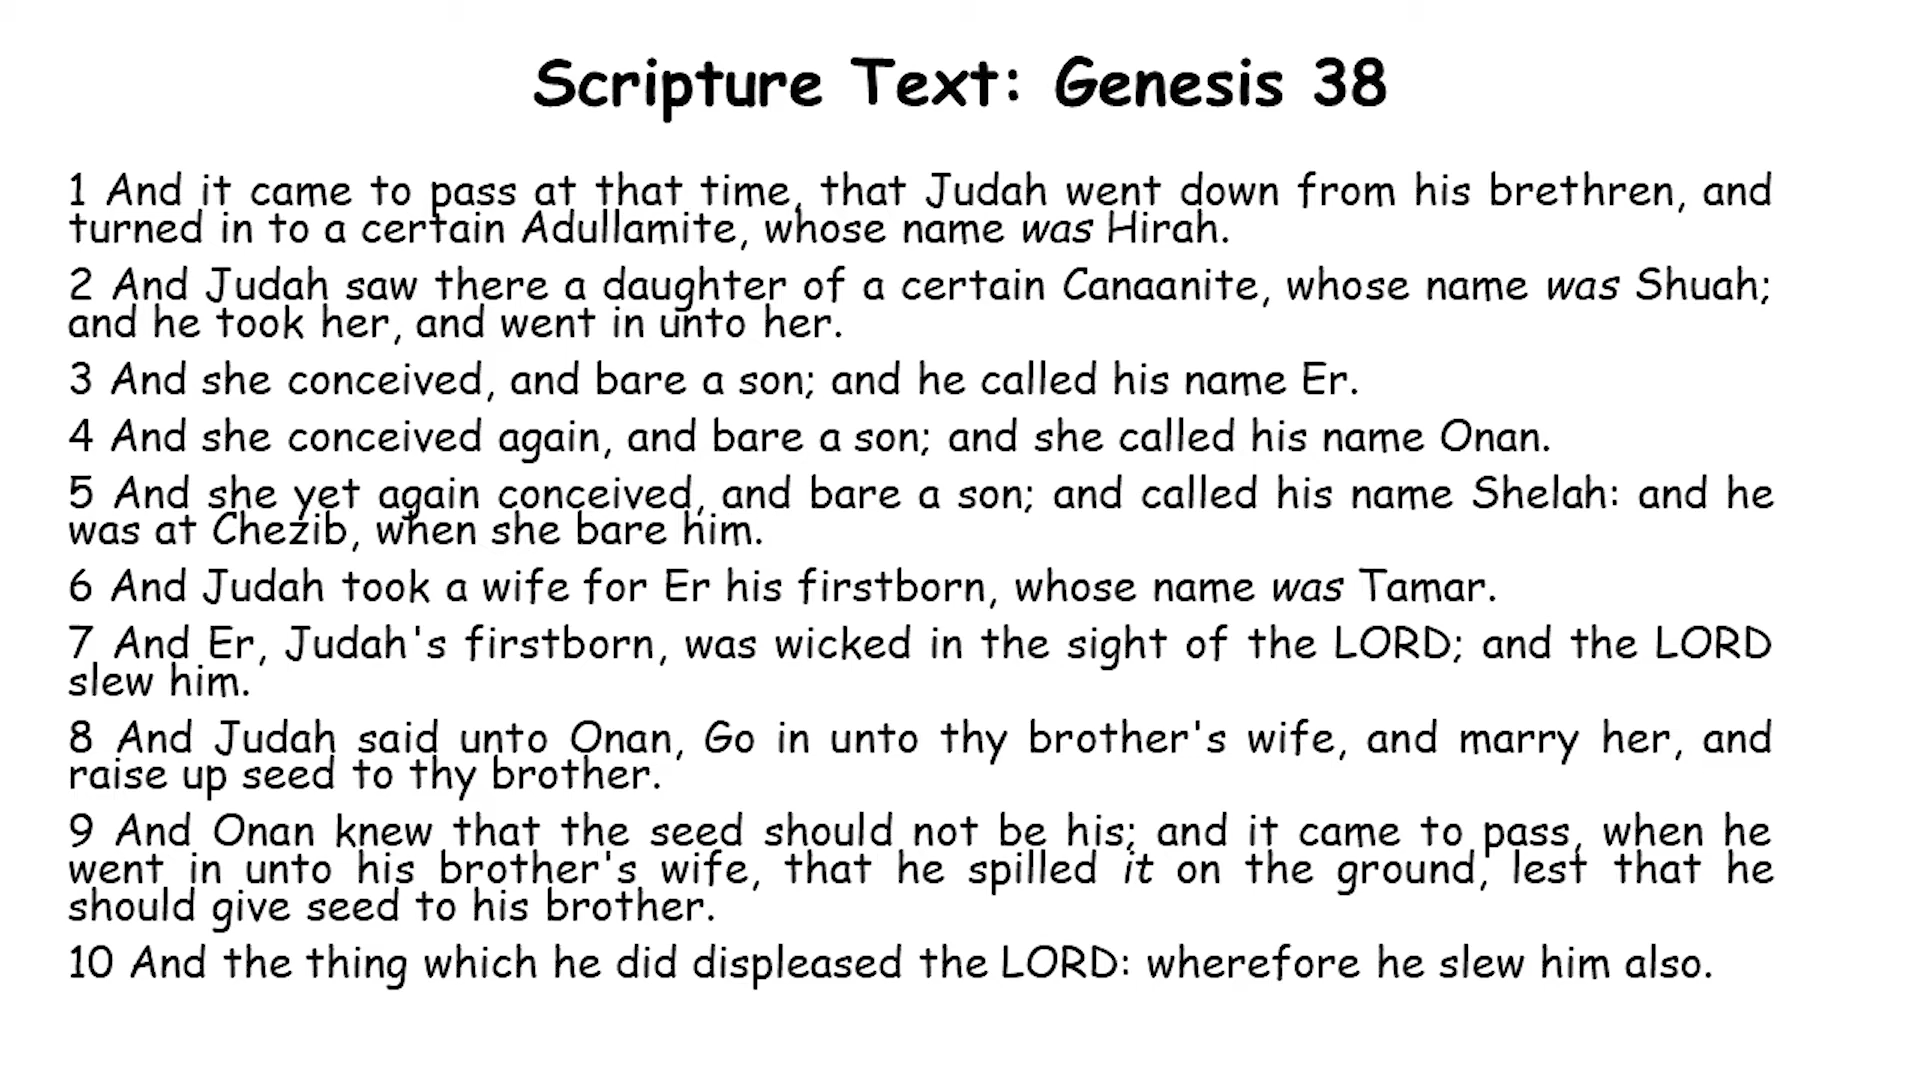 Scripture Text: Genesis 38
1 And it came to pass at that time, that Judah went down from his brethren, and
turned in to a certain Adullamite, whose name was Hirah.
2 And Judah saw there a daughter of a certain Canaanite, whose name was Shuah;
and he took her, and went in unto her.
3 And she conceived, and bare a son; and he called his name Er.
4 And she conceived again, and bare a son; and she called his name Onan.
5 And she yet again conceived, and bare a son; and called his name Shelah: and he
was at Chezib, when she bare him.
6 And Judah took a wife for Er his firstborn, whose name was Tamar.
7 And Er, Judah's firstborn, was wicked in the sight of the LORD; and the LORD
slew him.
8 And Judah said unto Onan, Go in unto thy brother's wife, and marry her, and
raise up seed to thy brother.
9 And Onan knew that the seed should not be his; and it came to pass, when he
went in unto his brother's wife, that he spilled it on the ground, lest that he
should give seed to his brother.
10 And the thing which he did displeased the LORD: wherefore he slew him also.